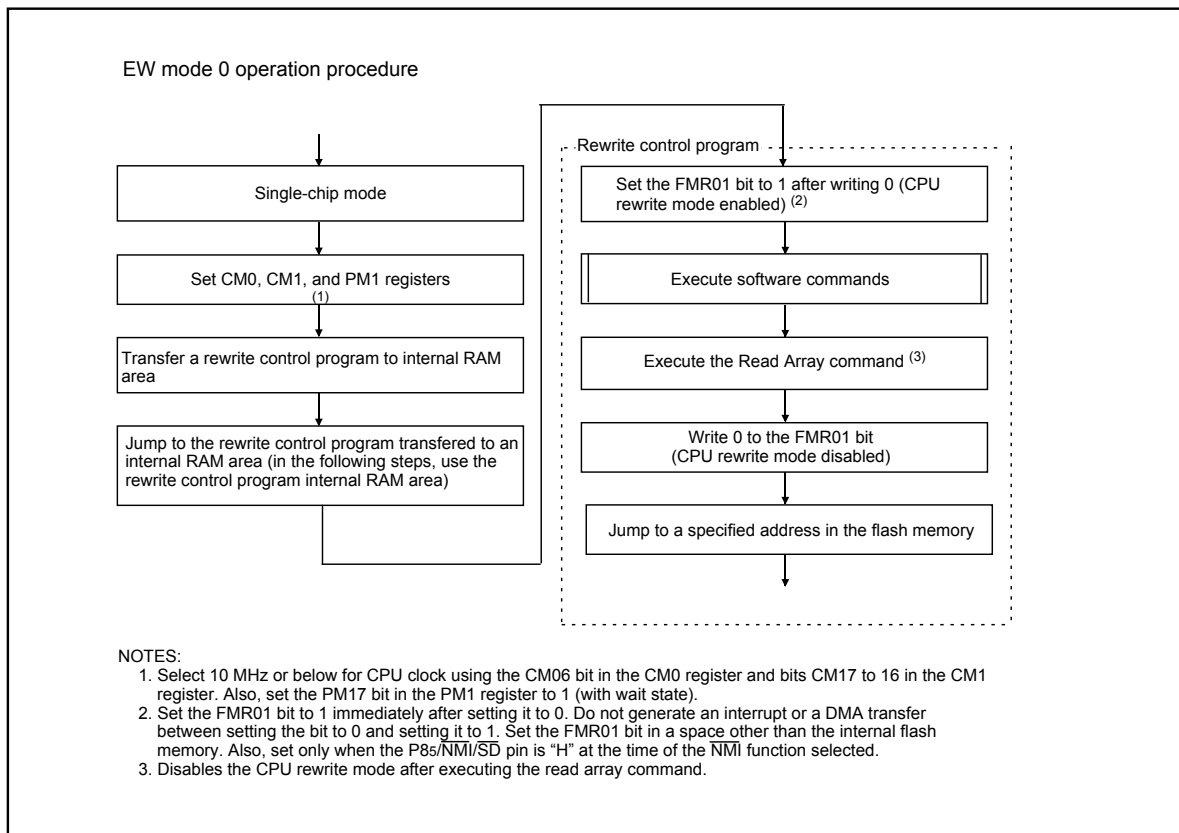 EW mode 0 operation procedure
Single-chip mode
Set CM0, CM1, and PM1 registers
(1)
Transfer a rewrite control program to internal RAM
area
Jump to the rewrite control program transfered to an
internal RAM area (in the following steps, use the
rewrite control program internal RAM area)
Rewrite control program
Set the FMR01 bit to 1 after writing 0 (CPU
rewrite mode enabled) (2)
Execute software commands
Execute the Read Array command (3)
Write 0 to the FMR01 bit
(CPU rewrite mode disabled)
Jump to a specified address in the flash memory
NOTES:
1. Select 10 MHz or below for CPU clock using the CM06 bit in the CM0 register and bits CM17 to 16 in the CM1
register. Also, set the PM17 bit in the PM1 register to 1 (with wait state).
2. Set the FMR01 bit to 1 immediately after setting it to 0. Do not generate an interrupt or a DMA transfer
between setting the bit to 0 and setting it to 1. Set the FMR01 bit in a space other than the internal flash
memory. Also, set only when the P85/N̅M̅I̅/S̅D̅ pin is “H” at the time of the N̅M̅I̅ function selected.
3. Disables the CPU rewrite mode after executing the read array command.